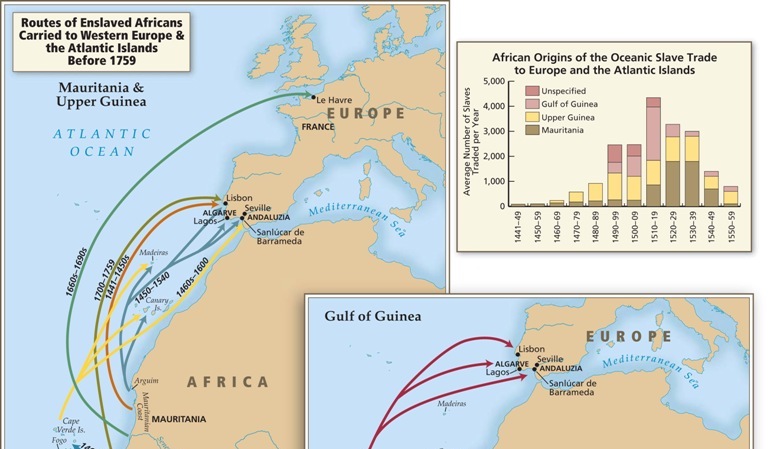 Routes of Enslaved Africans
Carried to Western Europe &
the Atlantic Islands
Before 1759
Mauritania &
Upper Guinea
ATLANTIC
OCEAN
Le Havre
EUROPE
FRANCE
Lisbon
ALGARVE
Seville
Lagos
ANDALUZIA
Sanlúcar de
Barrameda
Mediterranean Sea
1660s–1690s
1700–1759
1441–1450s
1450–1540
1460s–1600
Madeiras
Canary
Is.
Arguim
AFRICA
Mauritanian
Coast
MAURITANIA
Cape
Verde Is.
Fogo
African Origins of the Oceanic Slave Trade
to Europe and the Atlantic Islands
Average Number of Slaves
Traded per Year
5,000
4,000
3,000
2,000
1,000
0
Unspecified
Gulf of Guinea
Upper Guinea
Mauritania
1441–49
1450–59
1460–69
1470–79
1480–89
1490–99
1500–09
1510–19
1520–29
1530–39
1540–49
1550–59
Gulf of Guinea
EUROPE
Lisbon
ALGARVE
Seville
Lagos
ANDALUZIA
Sanlúcar de
Barrameda
Mediterranean Sea
Madeiras
AFRICA